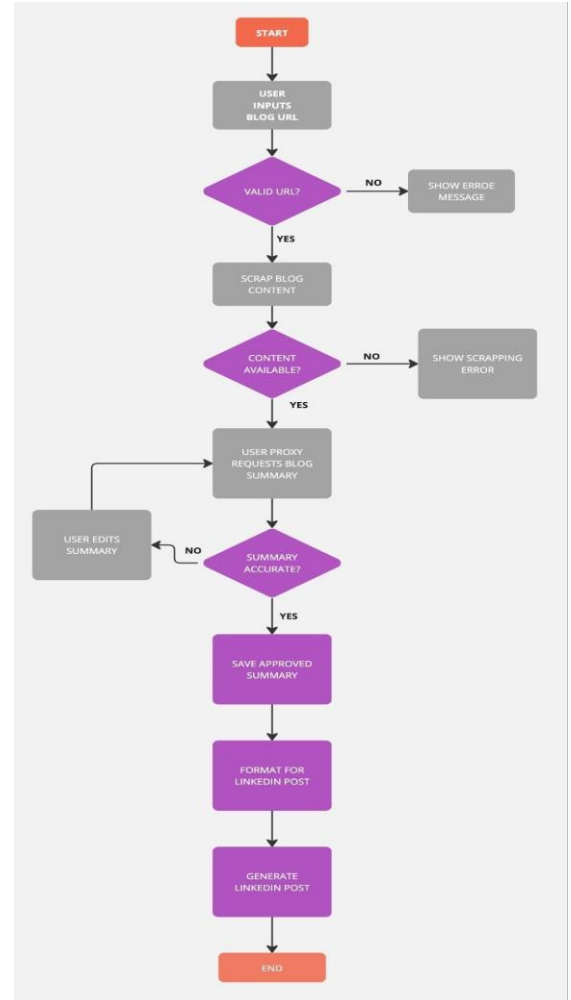 START
USER
INPUTS
BLOG URL
VALID URL?
NO
SHOW ERROE
MESSAGE
YES
SCRAP BLOG
CONTENT
CONTENT
AVAILABLE?
NO
SHOW SCRAPPING
ERROR
YES
USER PROXY
REQUESTS BLOG
SUMMARY
USER EDITS
SUMMARY
NO
SUMMARY
ACCURATE?
YES
SAVE APPROVED
SUMMARY
FORMAT FOR
LINKEDIN POST
GENERATE
LINKEDIN POST
END